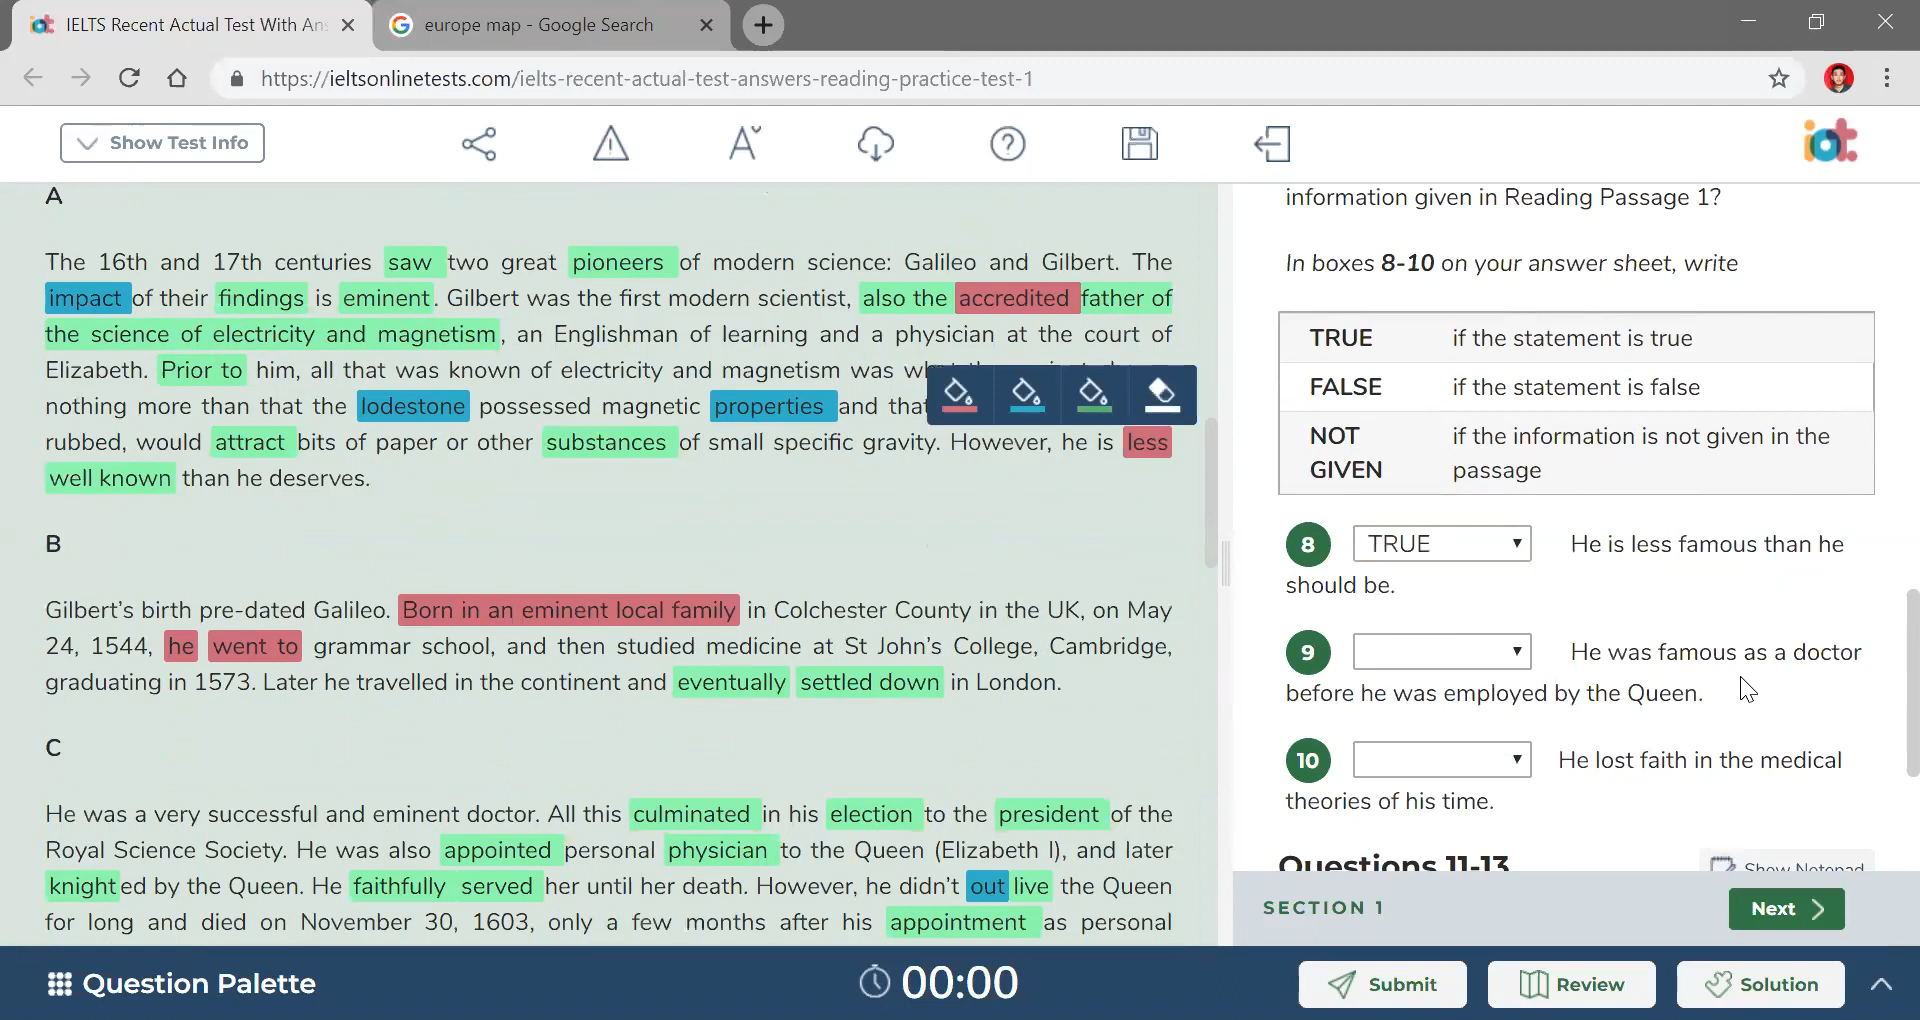 IELTS Recent Actual Test With An
europe map - Google Search
https://ieltsonlinetests.com/ielts-recent-actual-test-answers-reading-practice-test-1
Show Test Info
iot
A
The 16th and 17th centuries saw two great pioneers of modern science: Galileo and Gilbert. The
impact of their findings is eminent. Gilbert was the first modern scientist, also the accredited father of
the science of electricity and magnetism, an Englishman of learning and a physician at the court of
Elizabeth. Prior to him, all that was known of electricity and magnetism was
nothing more than that the lodestone possessed magnetic properties and that
rubbed, would attract bits of paper or other substances of small specific gravity. However, he is less
well known than he deserves.
B
Gilbert’s birth pre-dated Galileo. Born in an eminent local family in Colchester County in the UK, on May
24, 1544, he went to grammar school, and then studied medicine at St John’s College, Cambridge,
graduating in 1573. Later he travelled in the continent and eventually settled down in London.
C
He was a very successful and eminent doctor. All this culminated in his election to the president of the
Royal Science Society. He was also appointed personal physician to the Queen (Elizabeth I), and later
knighted by the Queen. He faithfully served her until her death. However, he didn’t outlive the Queen
for long and died on November 30, 1603, only a few months after his appointment as personal
information given in Reading Passage 1?
In boxes 8-10 on your answer sheet, write
TRUE if the statement is true
FALSE if the statement is false
NOT if the information is not given in the
GIVEN passage
8 TRUE He is less famous than he
should be.
9 He was famous as a doctor
before he was employed by the Queen.
10 He lost faith in the medical
theories of his time.
Questions 11-13
Show Notepad
SECTION 1
Next
Question Palette
00:00
Submit
Review
Solution